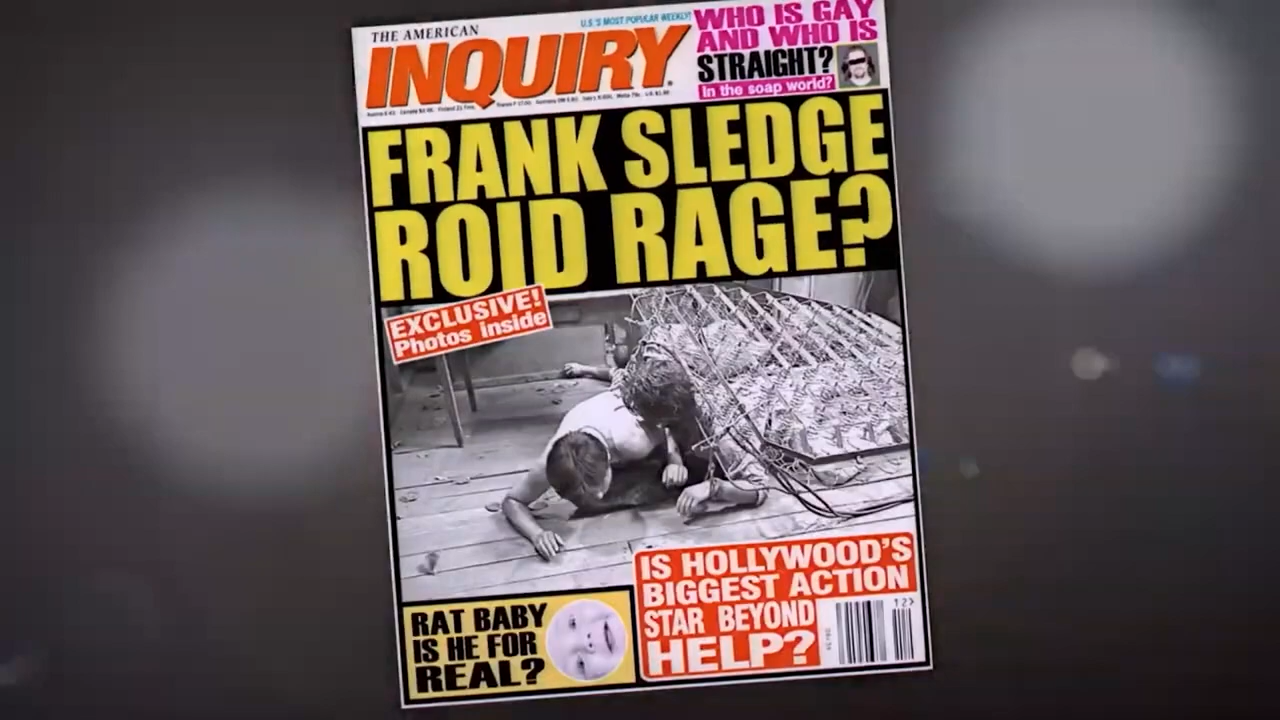 THE AMERICAN
U.S.'S MOST POPULAR WEEKLY!
INQUIRY
WHO IS GAY
AND WHO IS
STRAIGHT?
In the soap world?
FRANK SLEDGE
ROID RAGE?
EXCLUSIVE!
Photos inside
IS HOLLYWOOD'S
BIGGEST ACTION
STAR BEYOND
HELP?
12>
RAT BABY
IS HE FOR
REAL?